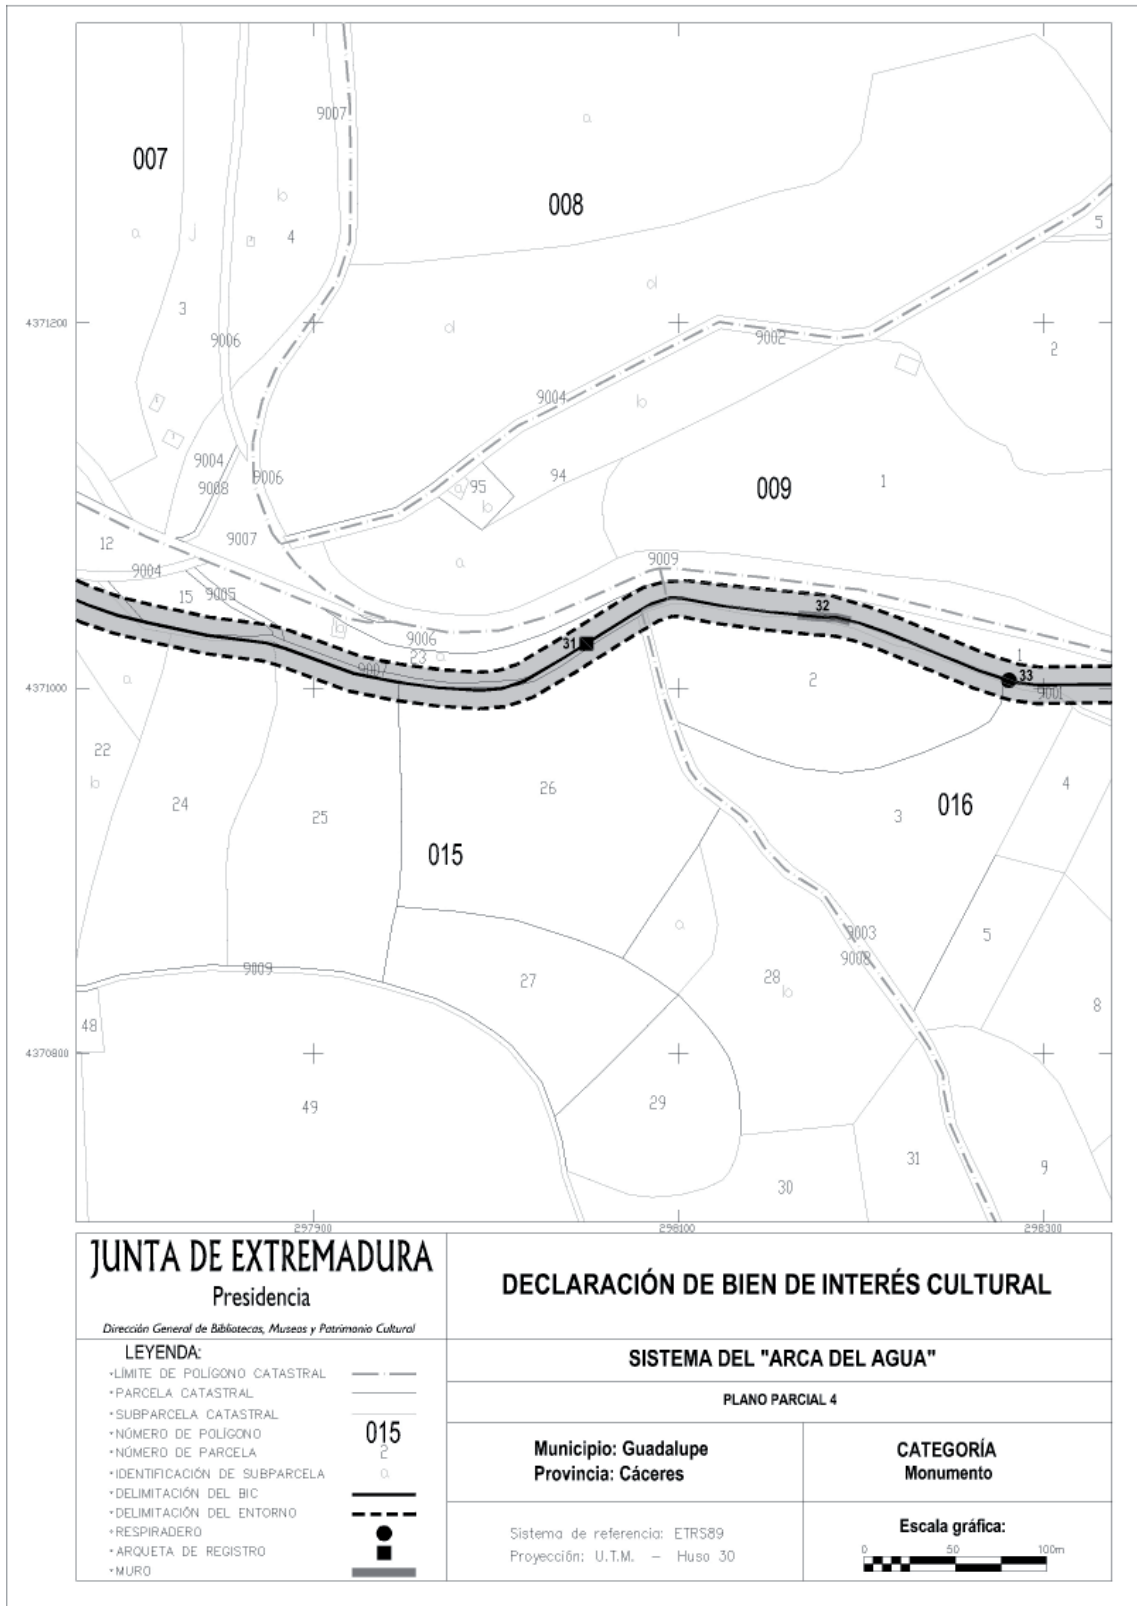 9007
a
007
b
008
a
j
4
5
d
3
4371200
9006
9002
2
d
9004
b
9004
9006
94
9008
a
95
009
1
b
9007
12
9009
9004
a
15
9005
b
32
9006
31
23
a
9007
1
33
2
4371000
a
9001
22
b
4
26
24
016
25
3
015
a
9003
5
9008
9009
28
27
b
8
48
4370800
29
49
31
9
30
297900
298100
298300
JUNTA DE EXTREMADURA
Presidencia
Dirección General de Bibliotecas, Museos y Patrimonio Cultural
DECLARACIÓN DE BIEN DE INTERÉS CULTURAL
SISTEMA DEL "ARCA DEL AGUA"
PLANO PARCIAL 4
Municipio: Guadalupe
Provincia: Cáceres
CATEGORÍA
Monumento
Sistema de referencia: ETRS89
Proyección: U.T.M. – Huso 30
Escala gráfica:
0 50 100m
LEYENDA:
•LÍMITE DE POLÍGONO CATASTRAL
•PARCELA CATASTRAL
•SUBPARCELA CATASTRAL
•NÚMERO DE POLÍGONO 015
•NÚMERO DE PARCELA 2
•IDENTIFICACIÓN DE SUBPARCELA a
•DELIMITACIÓN DEL BIC
•DELIMITACIÓN DEL ENTORNO
•RESPIRADERO
•ARQUETA DE REGISTRO
•MURO